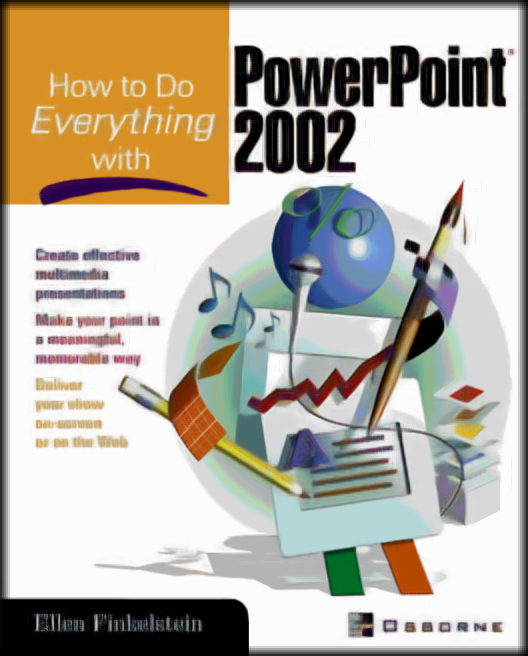 How to Do
Everything
with
PowerPoint
2002
Create effective
multimedia
presentations
Make your point in
a meaningful,
memorable way
Deliver
your show
on-screen
or on the Web
Ellen Finkelstein
OSBORNE